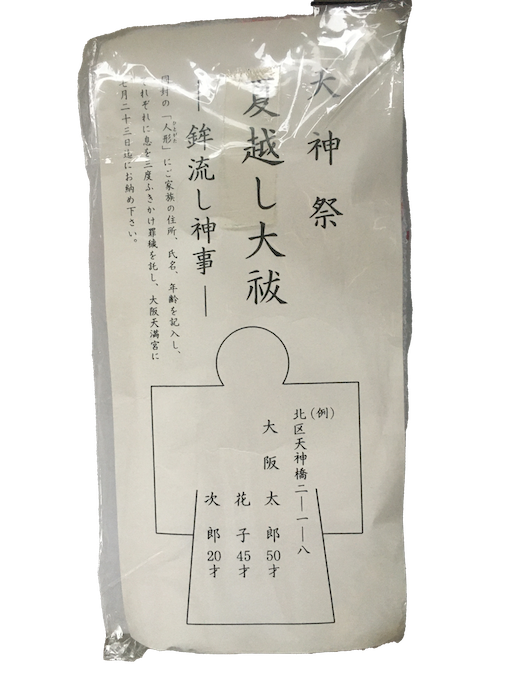 天神祭
夏越し大祓
― 鉾流し神事 ―
同封の「人形」にご家族の住所、氏名、年齢を記入し、
ひとがた
それぞれに息を三度ふきかけ罪穢を託し、大阪天満宮に
七月二十三日迄にお納め下さい。
(例)
北区天神橋二―一―八
大阪太郎50才
花子45才
次郎20才